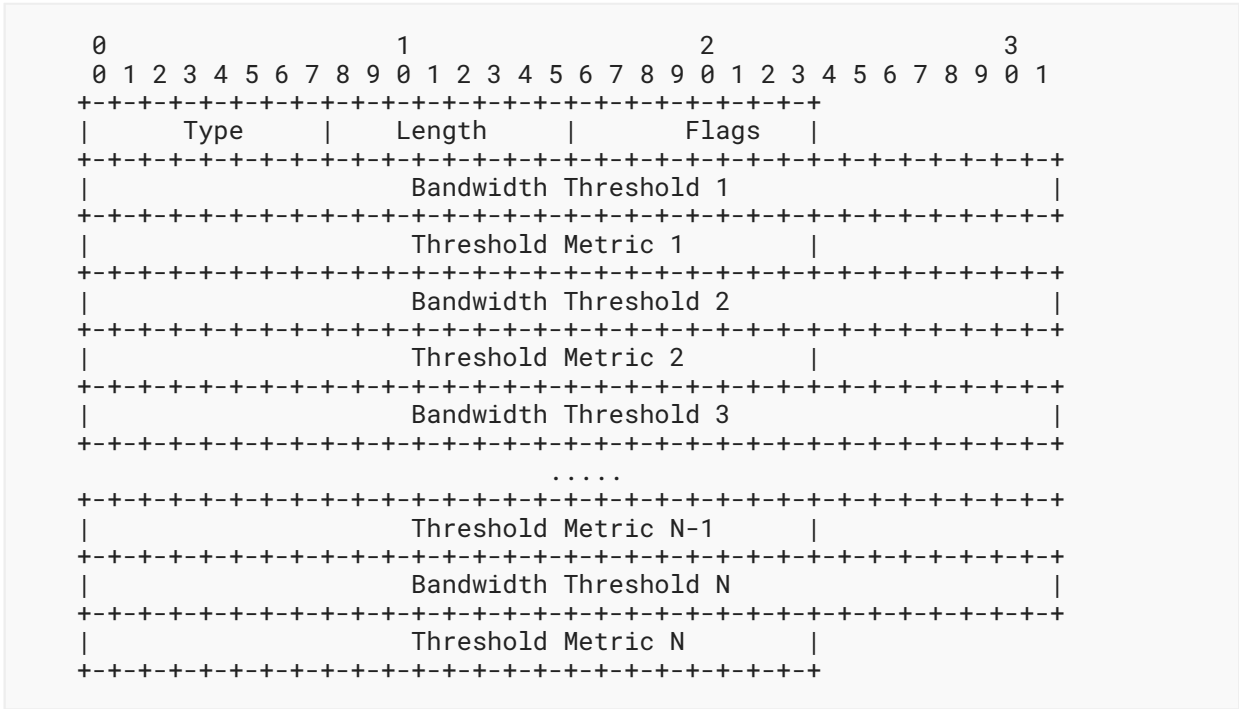 0                   1                   2                   3
 0 1 2 3 4 5 6 7 8 9 0 1 2 3 4 5 6 7 8 9 0 1 2 3 4 5 6 7 8 9 0 1
+-+-+-+-+-+-+-+-+-+-+-+-+-+-+-+-+-+-+-+-+-+-+-+-+
|      Type     |    Length     |       Flags   |
+-+-+-+-+-+-+-+-+-+-+-+-+-+-+-+-+-+-+-+-+-+-+-+-+-+-+-+-+-+-+-+-+
|                     Bandwidth Threshold 1                     |
+-+-+-+-+-+-+-+-+-+-+-+-+-+-+-+-+-+-+-+-+-+-+-+-+-+-+-+-+-+-+-+-+
|                     Threshold Metric 1        |
+-+-+-+-+-+-+-+-+-+-+-+-+-+-+-+-+-+-+-+-+-+-+-+-+-+-+-+-+-+-+-+-+
|                     Bandwidth Threshold 2                     |
+-+-+-+-+-+-+-+-+-+-+-+-+-+-+-+-+-+-+-+-+-+-+-+-+-+-+-+-+-+-+-+-+
|                     Threshold Metric 2        |
+-+-+-+-+-+-+-+-+-+-+-+-+-+-+-+-+-+-+-+-+-+-+-+-+-+-+-+-+-+-+-+-+
|                     Bandwidth Threshold 3                     |
+-+-+-+-+-+-+-+-+-+-+-+-+-+-+-+-+-+-+-+-+-+-+-+-+-+-+-+-+-+-+-+-+
                              .....
+-+-+-+-+-+-+-+-+-+-+-+-+-+-+-+-+-+-+-+-+-+-+-+-+-+-+-+-+-+-+-+-+
|                     Threshold Metric N-1      |
+-+-+-+-+-+-+-+-+-+-+-+-+-+-+-+-+-+-+-+-+-+-+-+-+-+-+-+-+-+-+-+-+
|                     Bandwidth Threshold N                     |
+-+-+-+-+-+-+-+-+-+-+-+-+-+-+-+-+-+-+-+-+-+-+-+-+-+-+-+-+-+-+-+-+
|                     Threshold Metric N        |
+-+-+-+-+-+-+-+-+-+-+-+-+-+-+-+-+-+-+-+-+-+-+-+-+